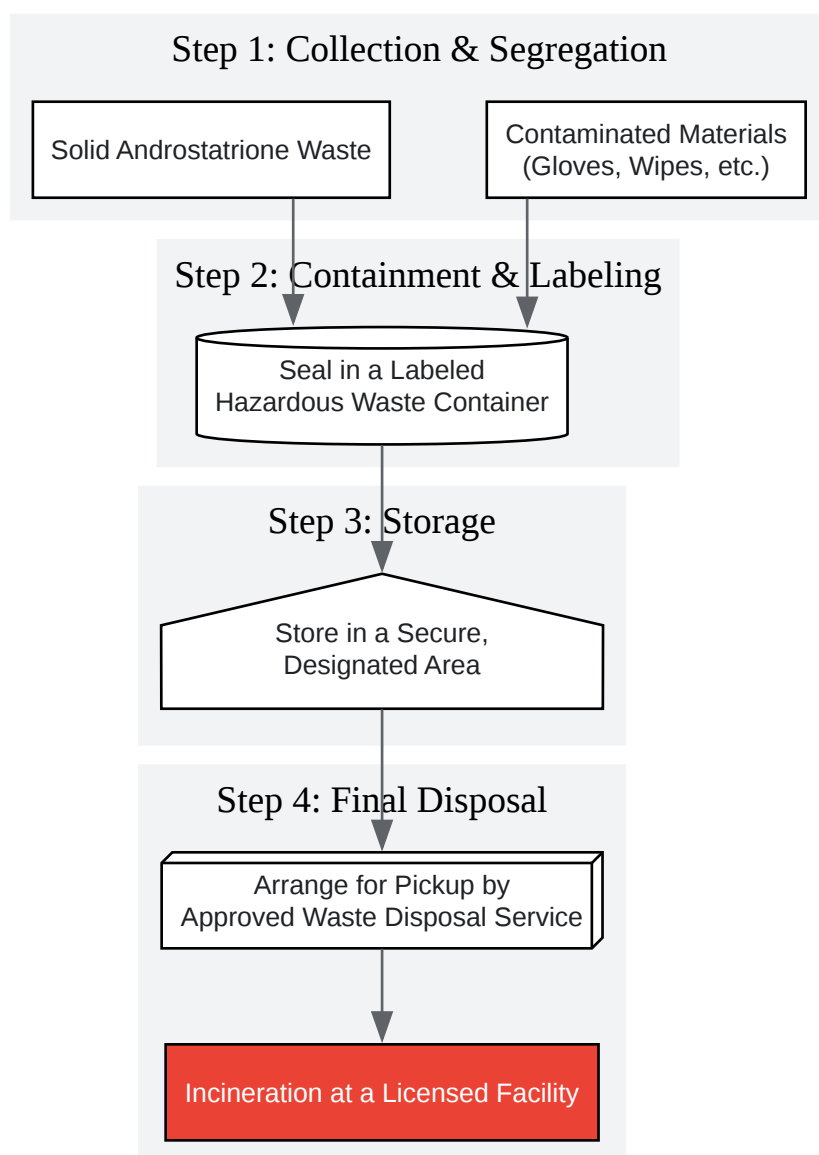 Step 1: Collection & Segregation
Solid Androstatrione Waste
Contaminated Materials
(Gloves, Wipes, etc.)
Step 2: Containment & Labeling
Seal in a Labeled
Hazardous Waste Container
Step 3: Storage
Store in a Secure,
Designated Area
Step 4: Final Disposal
Arrange for Pickup by
Approved Waste Disposal Service
Incineration at a Licensed Facility